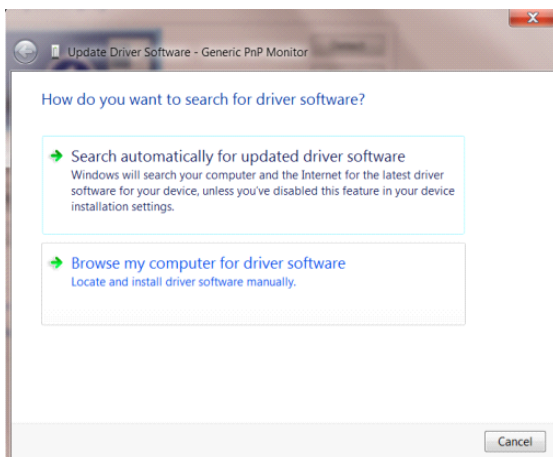 Update Driver Software - Generic PnP Monitor
How do you want to search for driver software?
Search automatically for updated driver software
Windows will search your computer and the Internet for the latest driver
software for your device, unless you've disabled this feature in your device
installation settings.
Browse my computer for driver software
Locate and install driver software manually.
Cancel